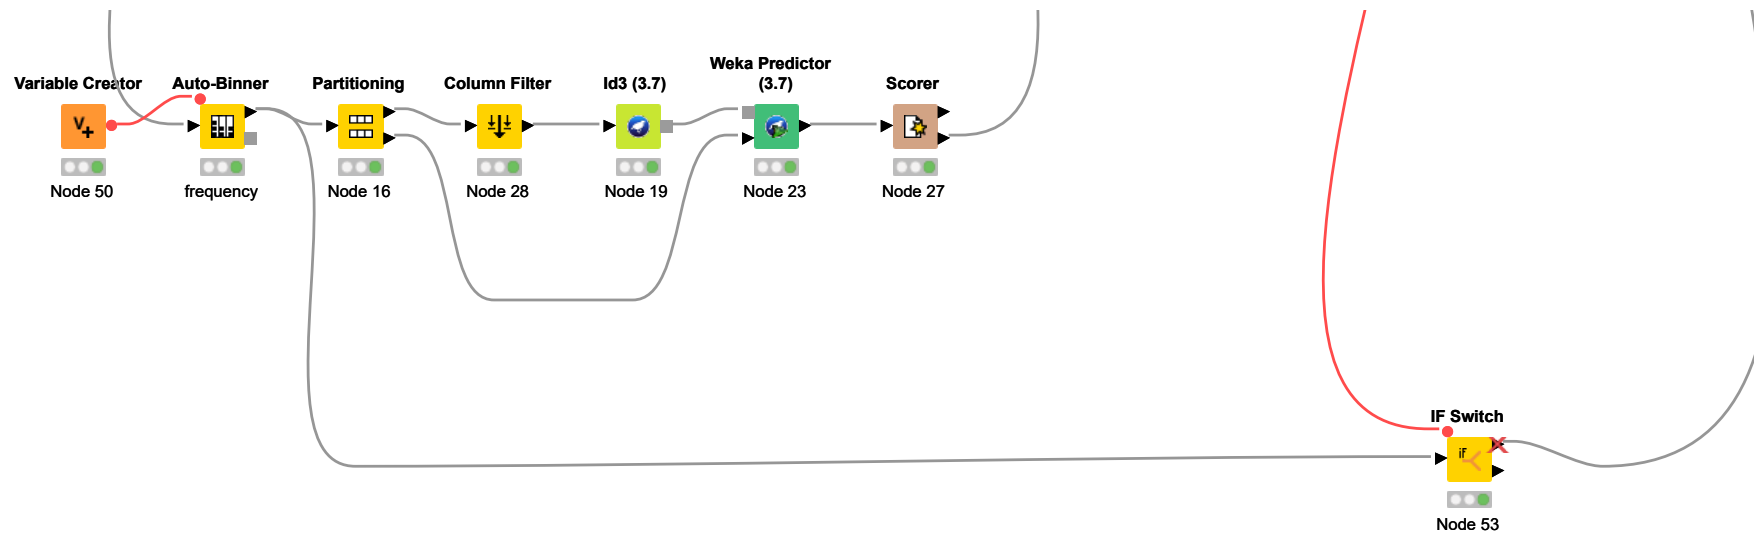 Variable Creator
Auto-Binner
Partitioning
Column Filter
Id3 (3.7)
Weka Predictor
(3.7)
Scorer
V+
Node 50
frequency
Node 16
Node 28
Node 19
Node 23
Node 27
IF Switch
if
Node 53